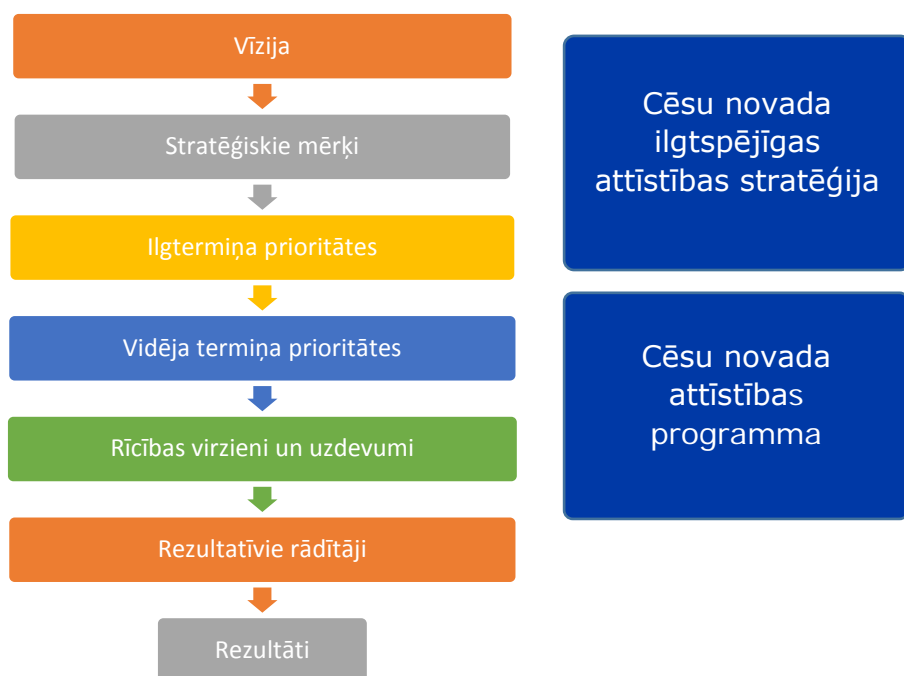 Vīzija
Stratēģiskie mērķi
Ilgtermiņa prioritātes
Vidēja termiņa prioritātes
Rīcības virzieni un uzdevumi
Rezultatīvie rādītāji
Rezultāti
Cēsu novada
ilgtspējīgas
attīstības stratēģija
Cēsu novada
attīstības
programma